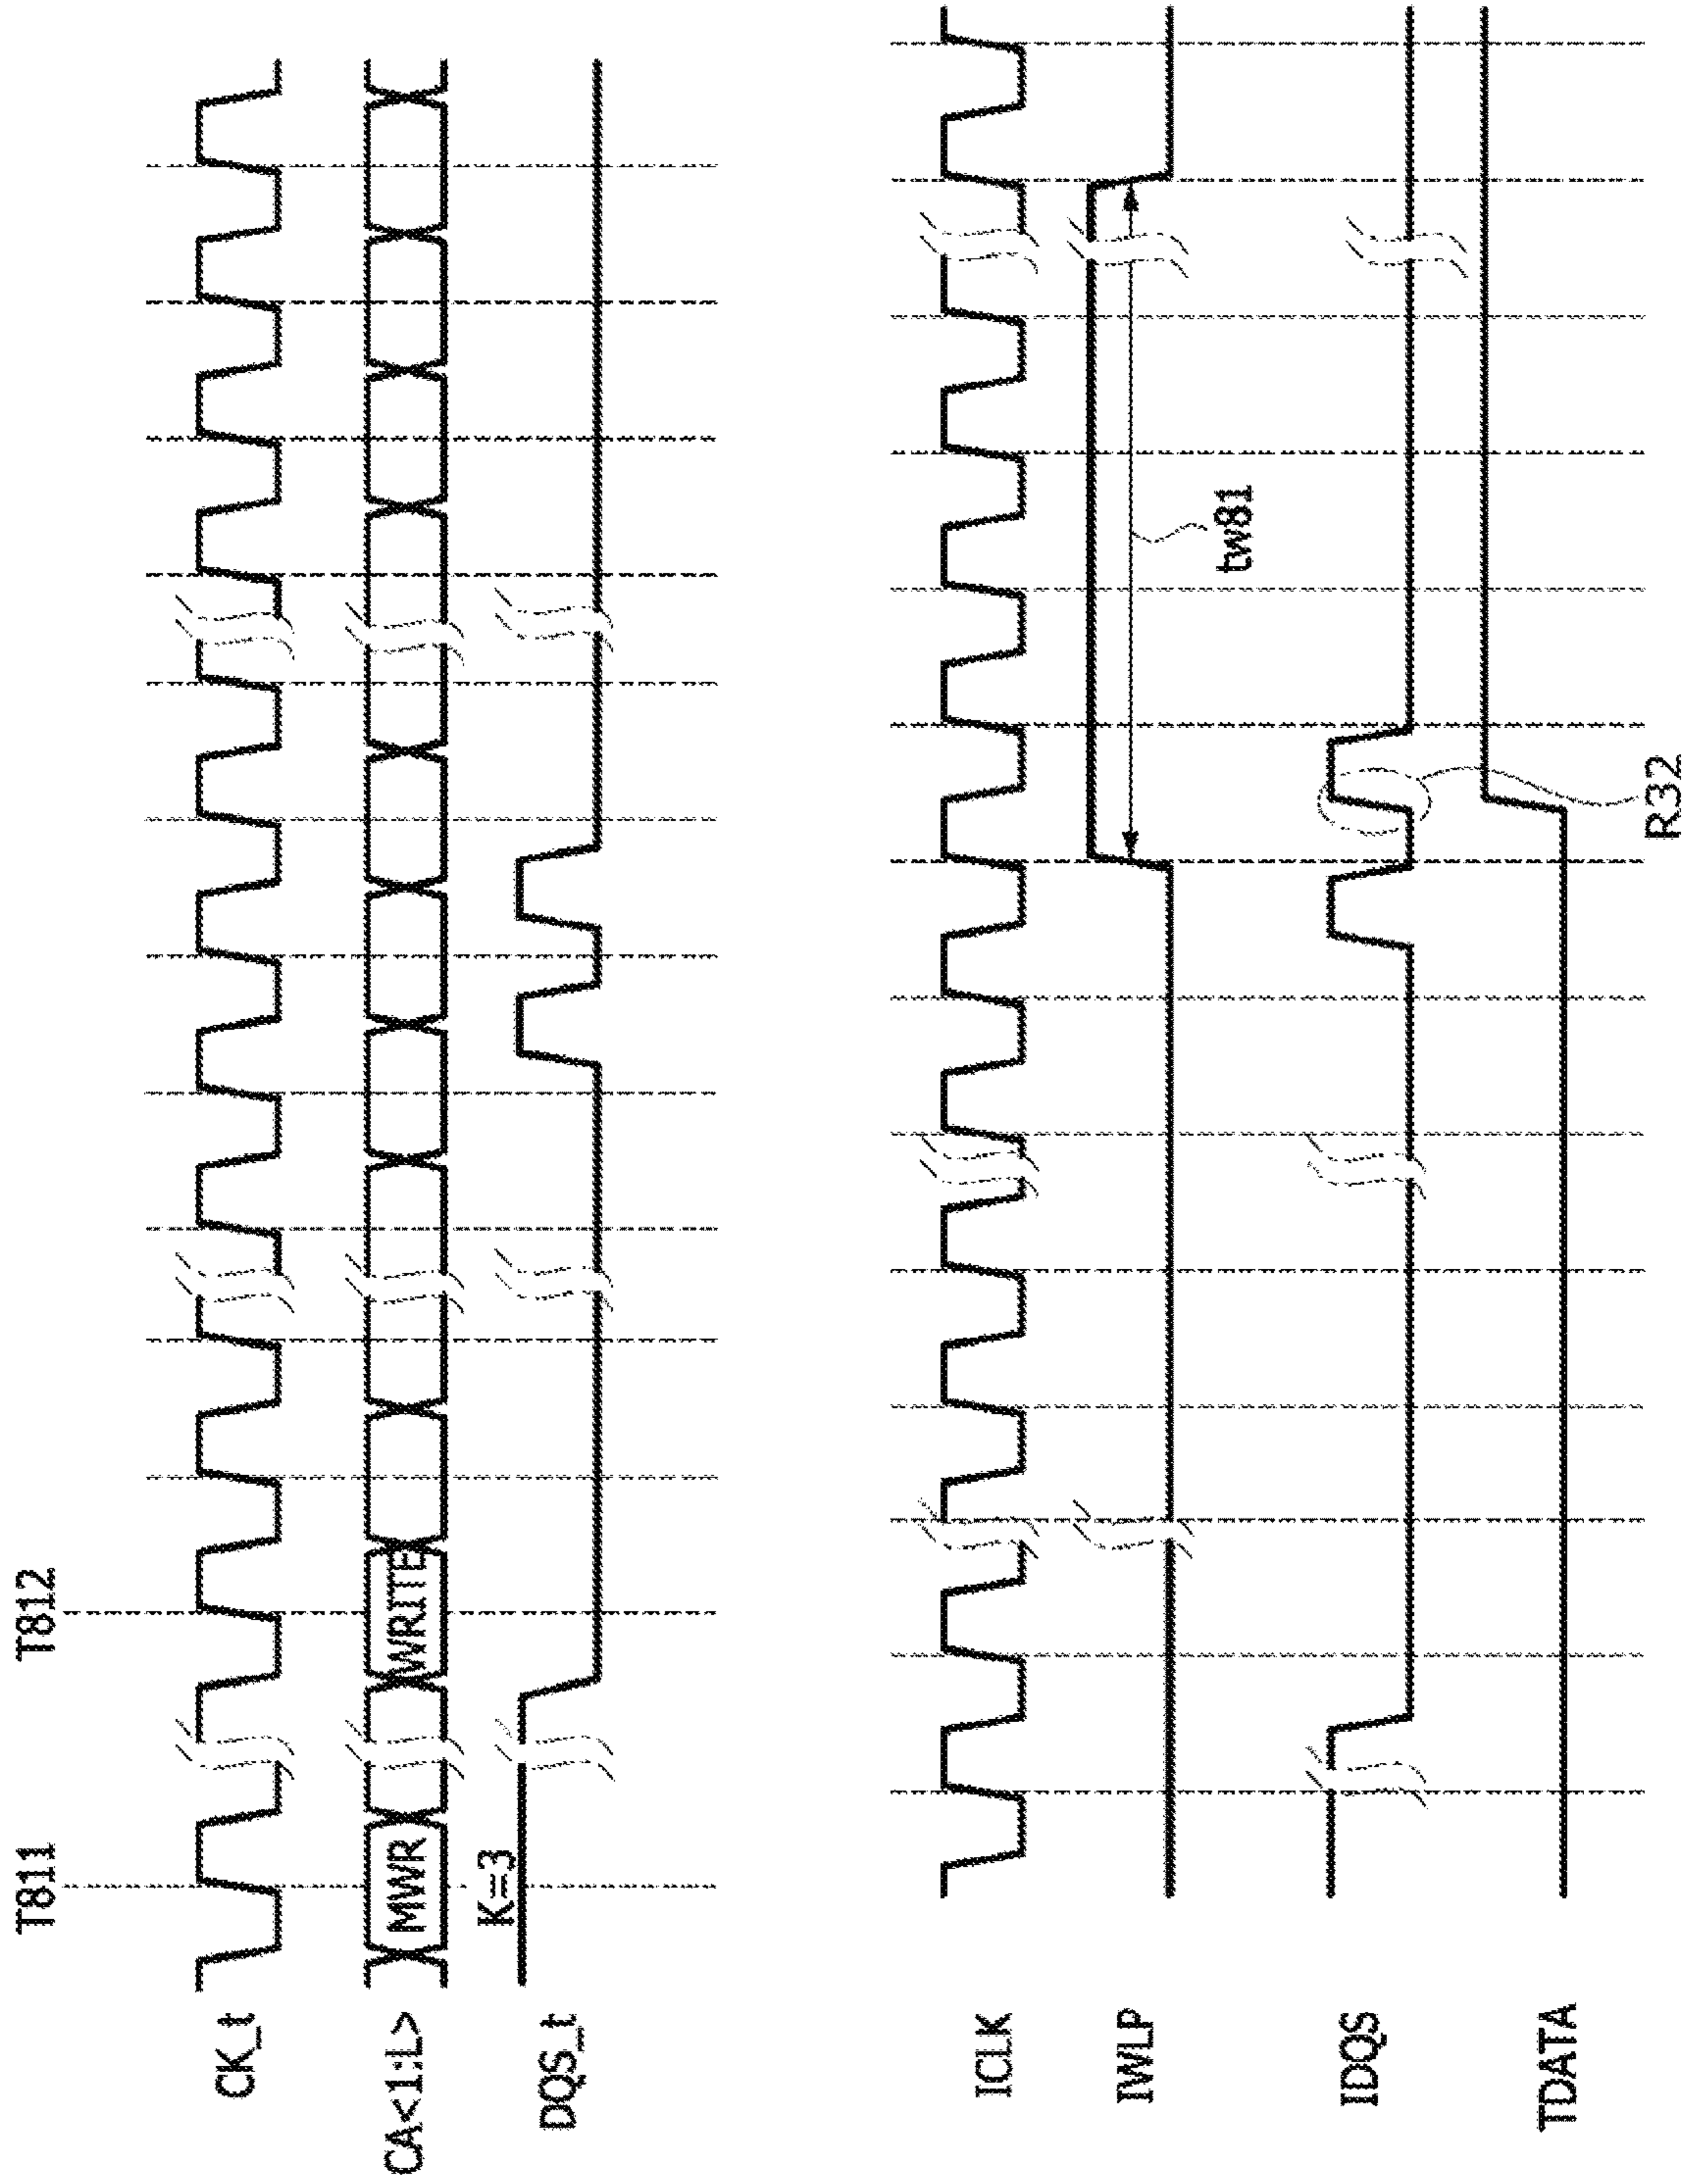 T811
T812
CK_t
CA<1:L>
MWR
WRITE
K=3
DQS_t
ICLK
IWLP
tw81
IDQS
R32
TDATA